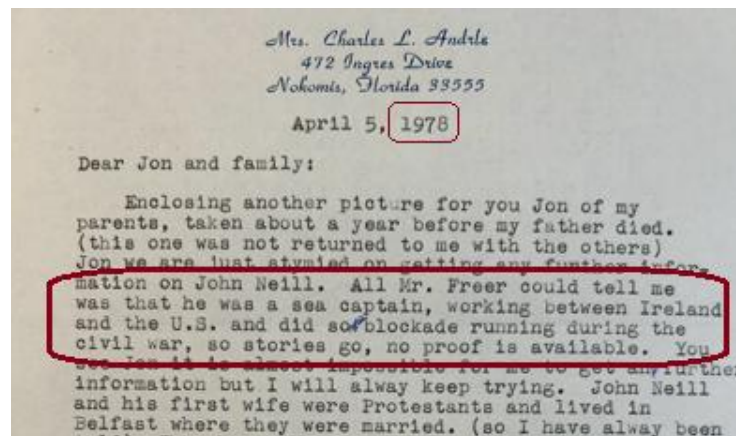 Mrs. Charles L. Andrle
472 Ingres Drive
Nokomis, Florida 33555
April 5, 1978
Dear Jon and family:
Enclosing another picture for you Jon of my
parents, taken about a year before my father died.
(this one was not returned to me with the others)
Jon we are just stymied on getting any further infor-
mation on John Neill. All Mr. Freer could tell me
was that he was a sea captain, working between Ireland
and the U.S. and did so blockade running during the
civil war, so stories go, no proof is available. You
see Jon it is almost impossible for me to get any further
information but I will alway keep trying. John Neill
and his first wife were Protestants and lived in
Belfast where they were married. (so I have alway been